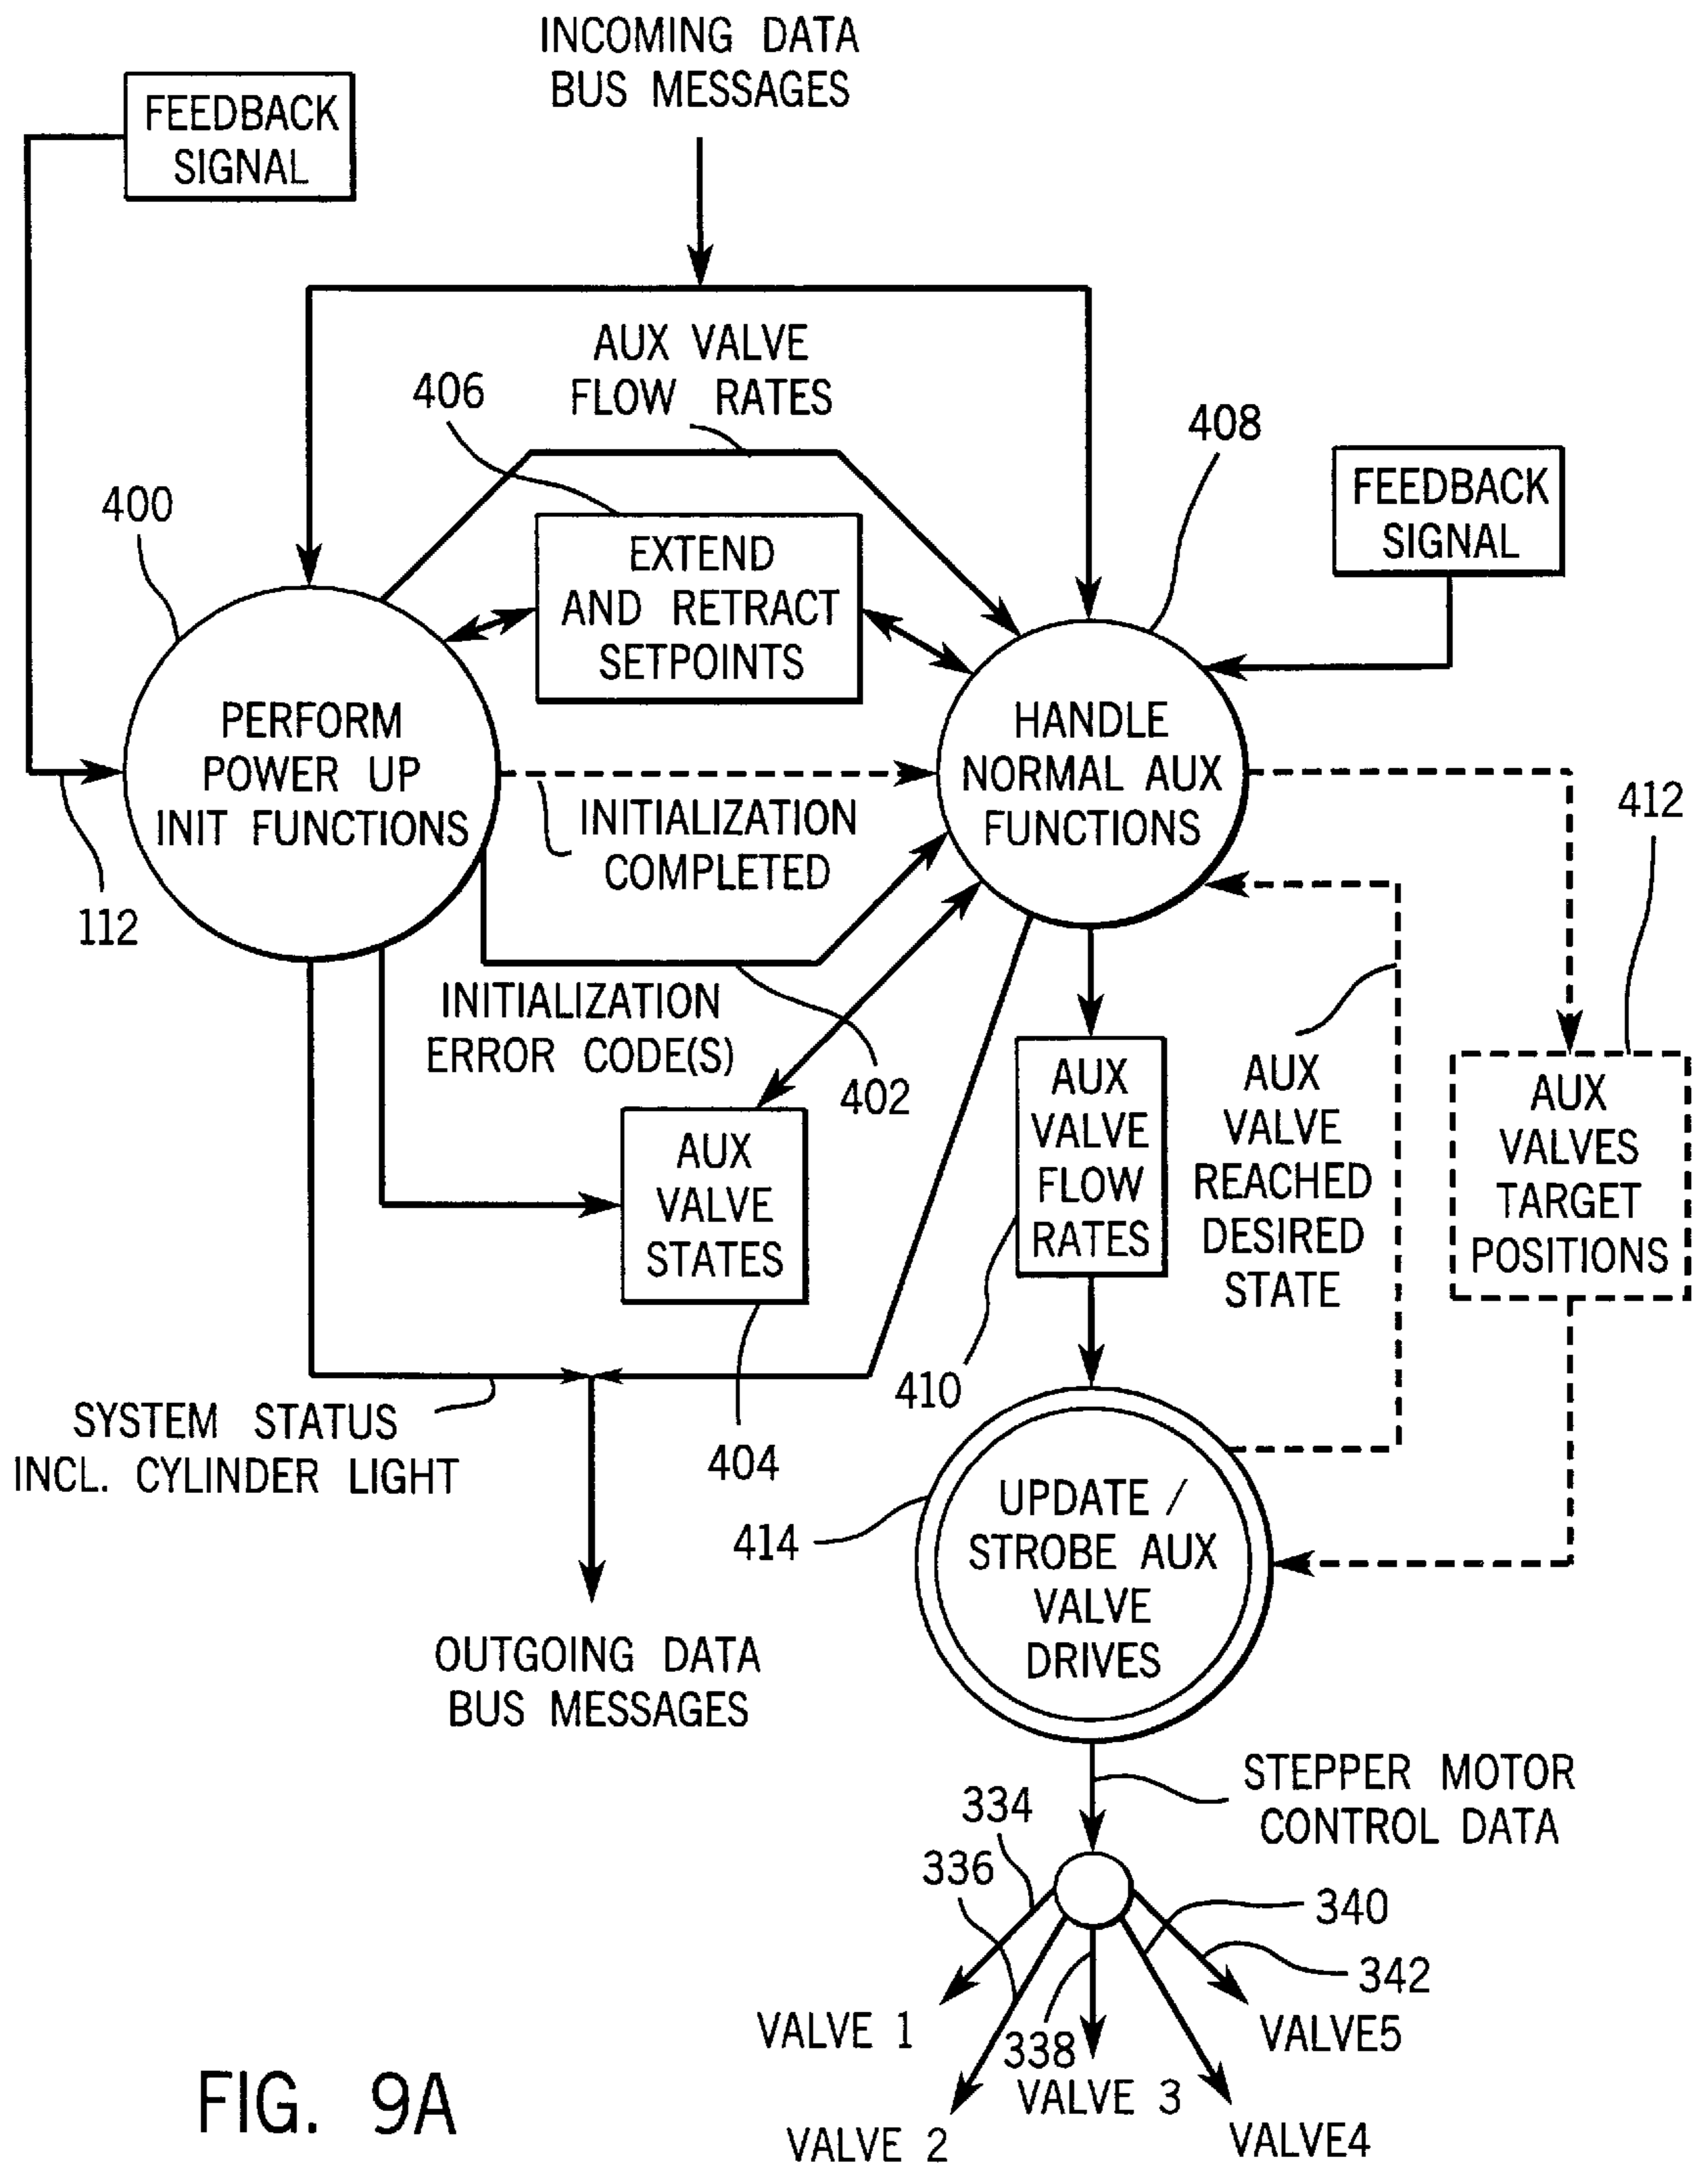 INCOMING DATA
BUS MESSAGES
FEEDBACK
SIGNAL
AUX VALVE
FLOW RATES
406
408
400
FEEDBACK
SIGNAL
EXTEND
AND RETRACT
SETPOINTS
PERFORM
POWER UP
INIT FUNCTIONS
HANDLE
NORMAL AUX
FUNCTIONS
412
INITIALIZATION
COMPLETED
112
INITIALIZATION
ERROR CODE(S)
402
AUX
VALVE
FLOW
RATES
AUX
VALVE
REACHED
DESIRED
STATE
AUX
VALVES
TARGET
POSITIONS
AUX
VALVE
STATES
410
SYSTEM STATUS
INCL. CYLINDER LIGHT
404
414
UPDATE /
STROBE AUX
VALVE
DRIVES
OUTGOING DATA
BUS MESSAGES
STEPPER MOTOR
CONTROL DATA
334
336
340
342
338
VALVE 1
VALVE5
VALVE 3
VALVE 2
VALVE4
FIG. 9A